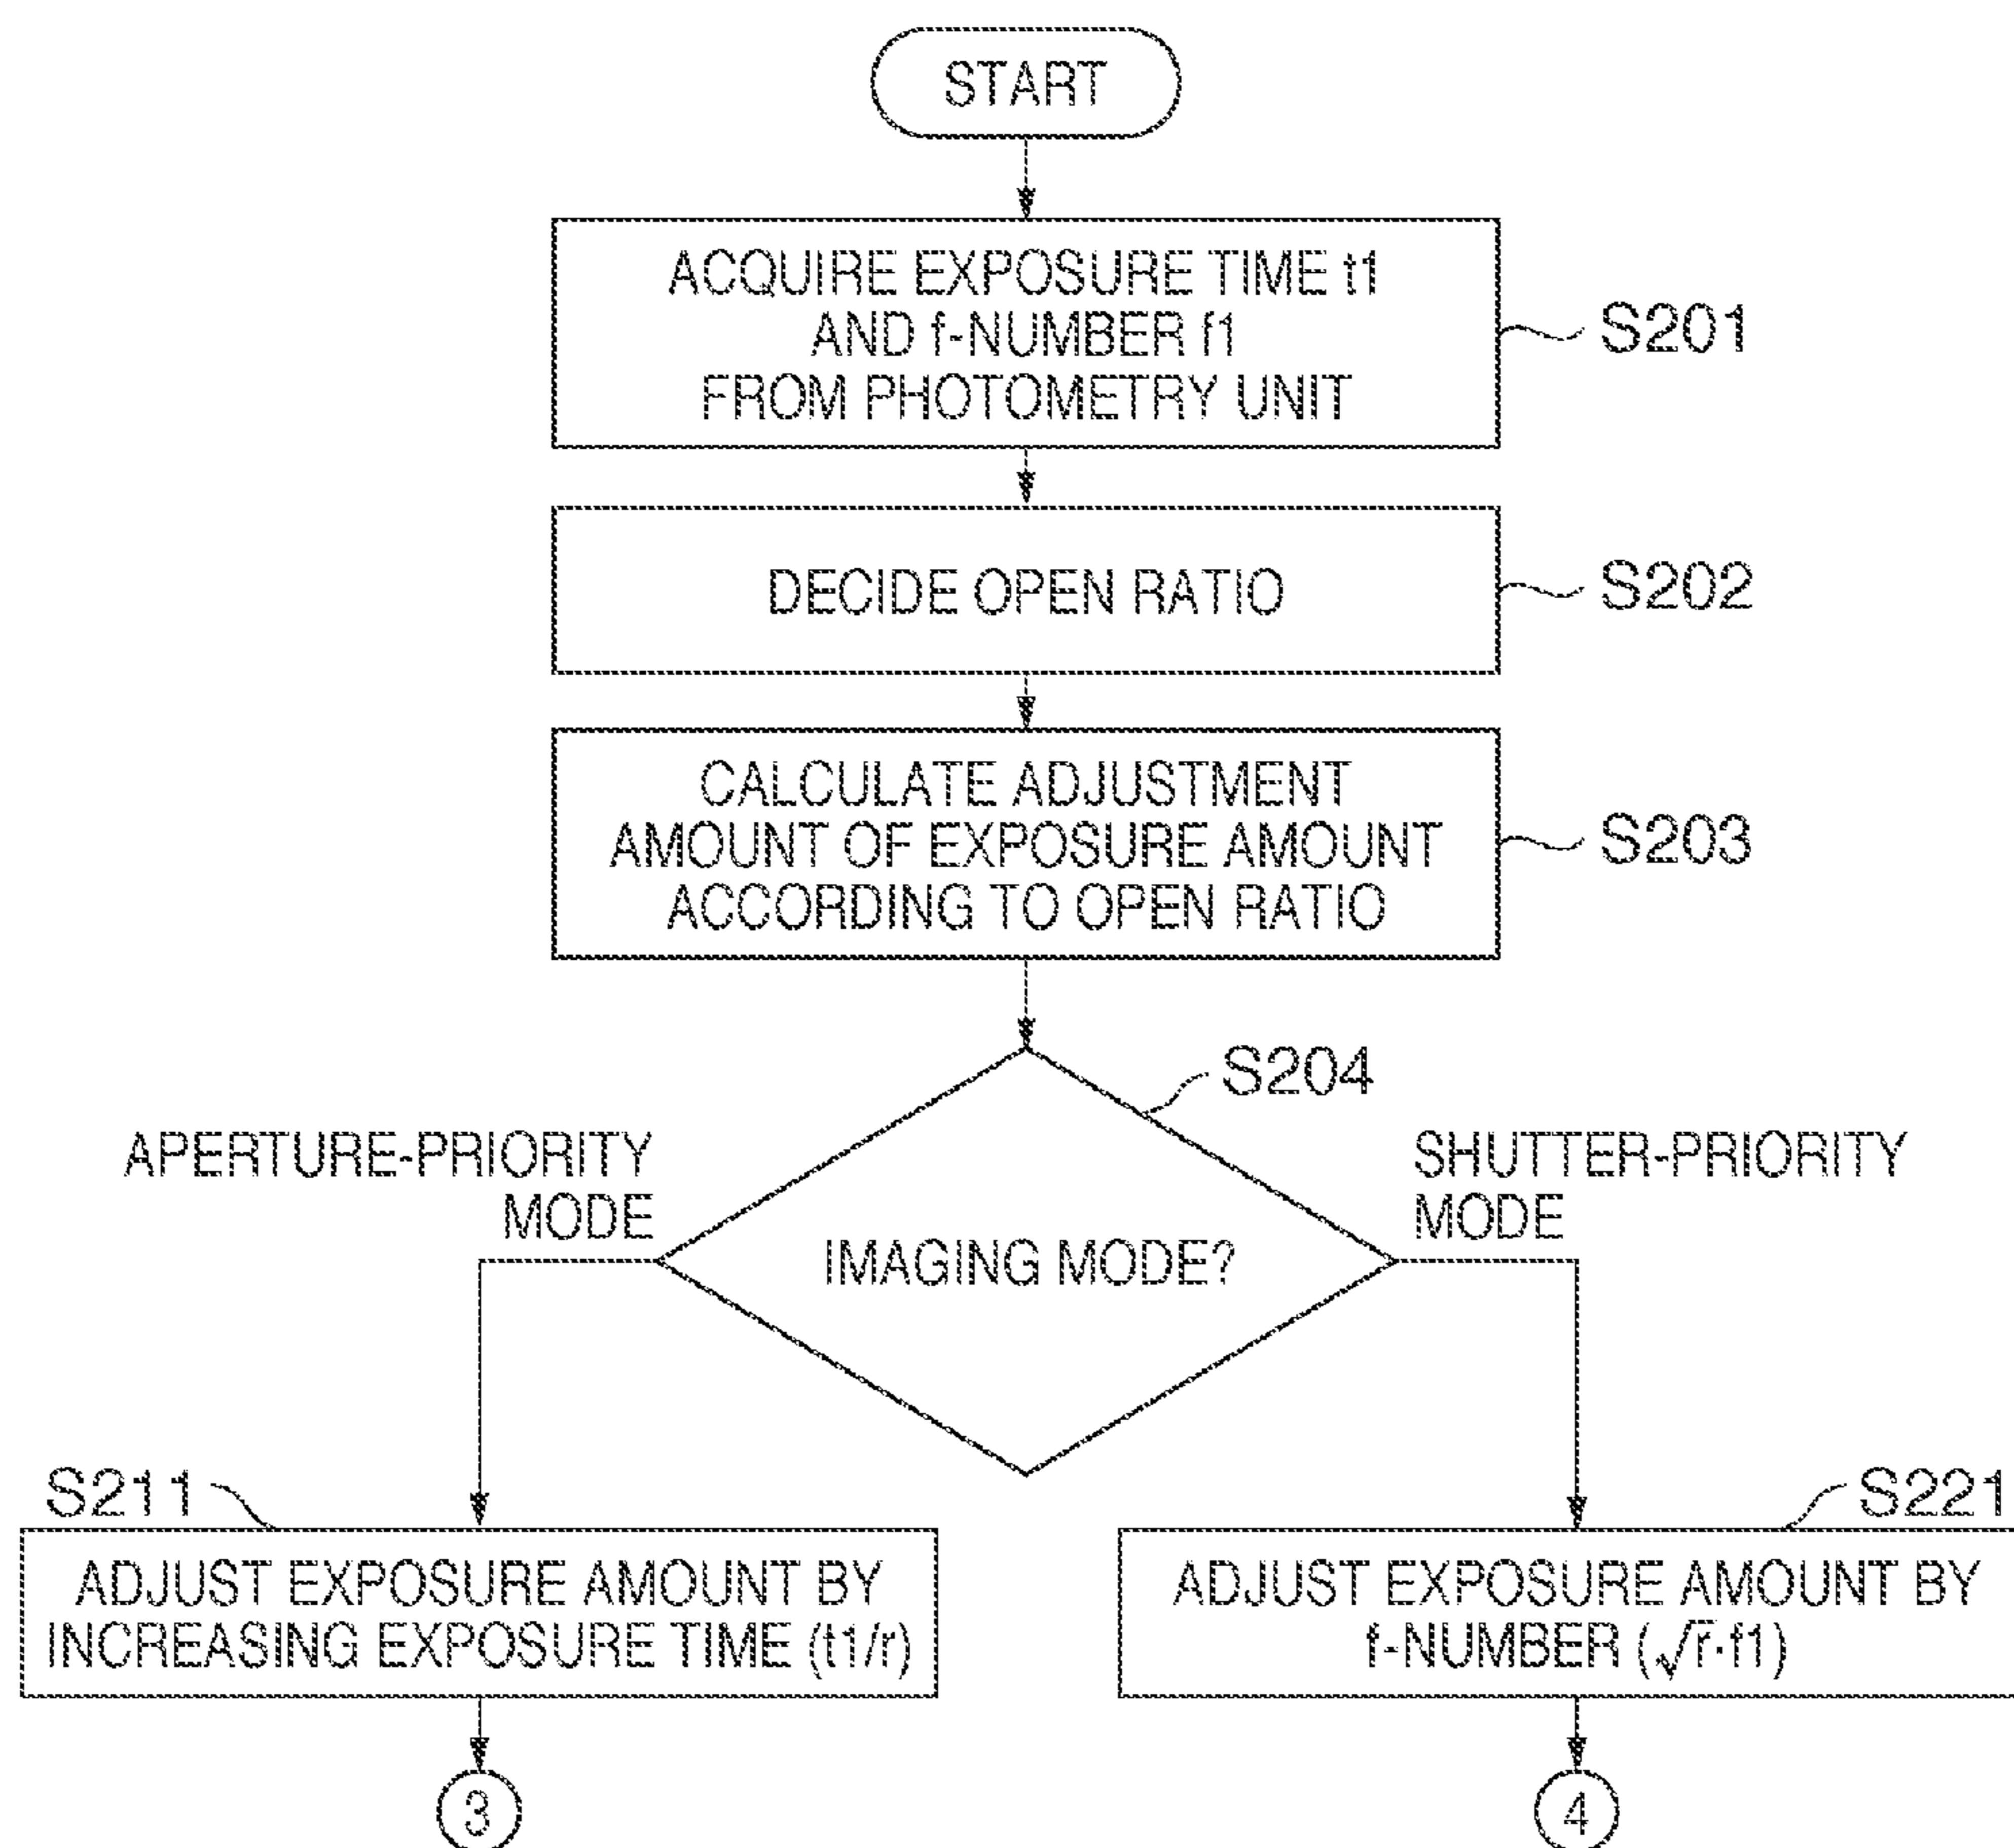 START
ACQUIRE EXPOSURE TIME t1
AND f-NUMBER f1
FROM PHOTOMETRY UNIT
S201
DECIDE OPEN RATIO
S202
CALCULATE ADJUSTMENT
AMOUNT OF EXPOSURE AMOUNT
ACCORDING TO OPEN RATIO
S203
S204
APERTURE-PRIORITY
MODE
SHUTTER-PRIORITY
MODE
IMAGING MODE?
S211
ADJUST EXPOSURE AMOUNT BY
INCREASING EXPOSURE TIME (t1/r)
S221
ADJUST EXPOSURE AMOUNT BY
f-NUMBER (√r·f1)
3
4